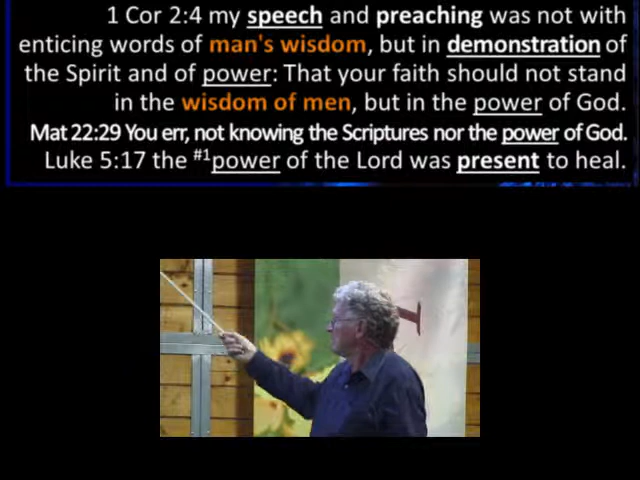 1 Cor 2:4 my speech and preaching was not with
enticing words of man's wisdom, but in demonstration of
the Spirit and of power: That your faith should not stand
in the wisdom of men, but in the power of God.
Mat 22:29 You err, not knowing the Scriptures nor the power of God.
Luke 5:17 the #1power of the Lord was present to heal.